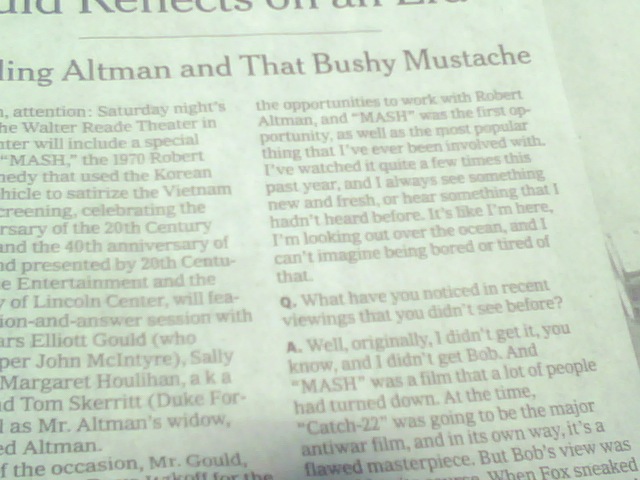 uld Reflects on an Era
ling Altman and That Bushy Mustache
n, attention: Saturday night's
he Walter Reade Theater in
nter will include a special
"MASH," the 1970 Robert
nedy that used the Korean
hicle to satirize the Vietnam
creening, celebrating the
rsary of the 20th Century
and the 40th anniversary of
nd presented by 20th Centu-
e Entertainment and the
y of Lincoln Center, will fea-
ion-and-answer session with
ars Elliott Gould (who
per John McIntyre), Sally
Margaret Houlihan, a k a
nd Tom Skerritt (Duke For-
l as Mr. Altman's widow,
ed Altman.
f the occasion, Mr. Gould,
Itzkoff for the
the opportunities to work with Robert
Altman, and "MASH" was the first op-
portunity, as well as the most popular
thing that I've ever been involved with.
I've watched it quite a few times this
past year, and I always see something
new and fresh, or hear something that I
hadn't heard before. It's like I'm here,
I'm looking out over the ocean, and I
can't imagine being bored or tired of
that.
Q. What have you noticed in recent
viewings that you didn't see before?
A. Well, originally, I didn't get it, you
know, and I didn't get Bob. And
"MASH" was a film that a lot of people
had turned down. At the time,
"Catch-22" was going to be the major
antiwar film, and in its own way, it's a
flawed masterpiece. But Bob's view was
When Fox sneaked